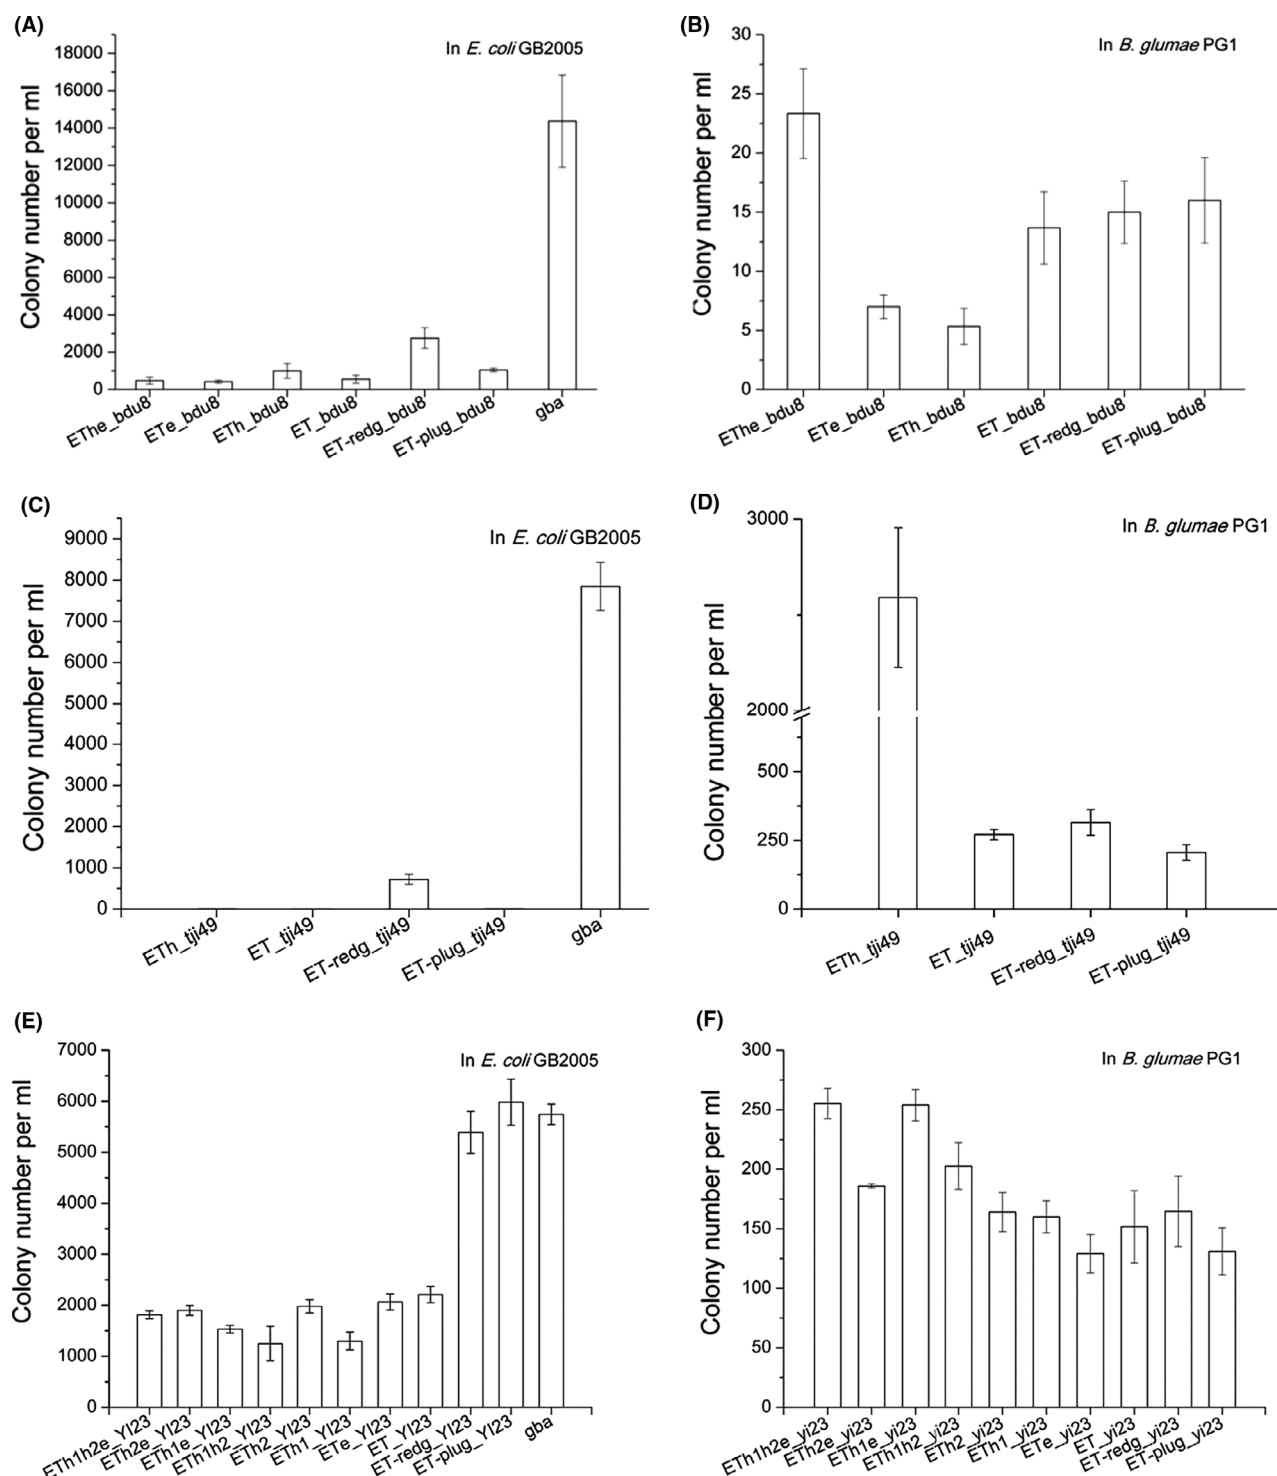 (A)
In E. coli GB2005
Colony number per ml
18000
16000
14000
12000
10000
8000
6000
4000
2000
0
EThe_bdu8
ETe_bdu8
ETh_bdu8
ET_bdu8
ET-redg_bdu8
ET-plug_bdu8
gba
(B)
In B. glumae PG1
Colony number per ml
30
25
20
15
10
5
0
EThe_bdu8
ETe_bdu8
ETh_bdu8
ET_bdu8
ET-redg_bdu8
ET-plug_bdu8
(C)
In E. coli GB2005
Colony number per ml
9000
8000
7000
6000
5000
4000
3000
2000
1000
0
ETh_tji49
ET_tji49
ET-redg_tji49
ET-plug_tji49
gba
(D)
In B. glumae PG1
Colony number per ml
3000
2000
500
250
0
ETh_tji49
ET_tji49
ET-redg_tji49
ET-plug_tji49
(E)
In E. coli GB2005
Colony number per ml
7000
6000
5000
4000
3000
2000
1000
0
ETh1h2e_YI23
ETh2e_YI23
ETh1e_YI23
ETh1h2_YI23
ETh2_YI23
ETh1_YI23
ETe_YI23
ET_YI23
ET-redg_YI23
ET-plug_YI23
gba
(F)
In B. glumae PG1
Colony number per ml
300
250
200
150
100
50
0
ETh1h2e_yi23
ETh2e_yi23
ETh1e_yi23
ETh1h2_yi23
ETh2_yi23
ETh1_yi23
ETe_yi23
ET_yi23
ET-redg_yi23
ET-plug_yi23